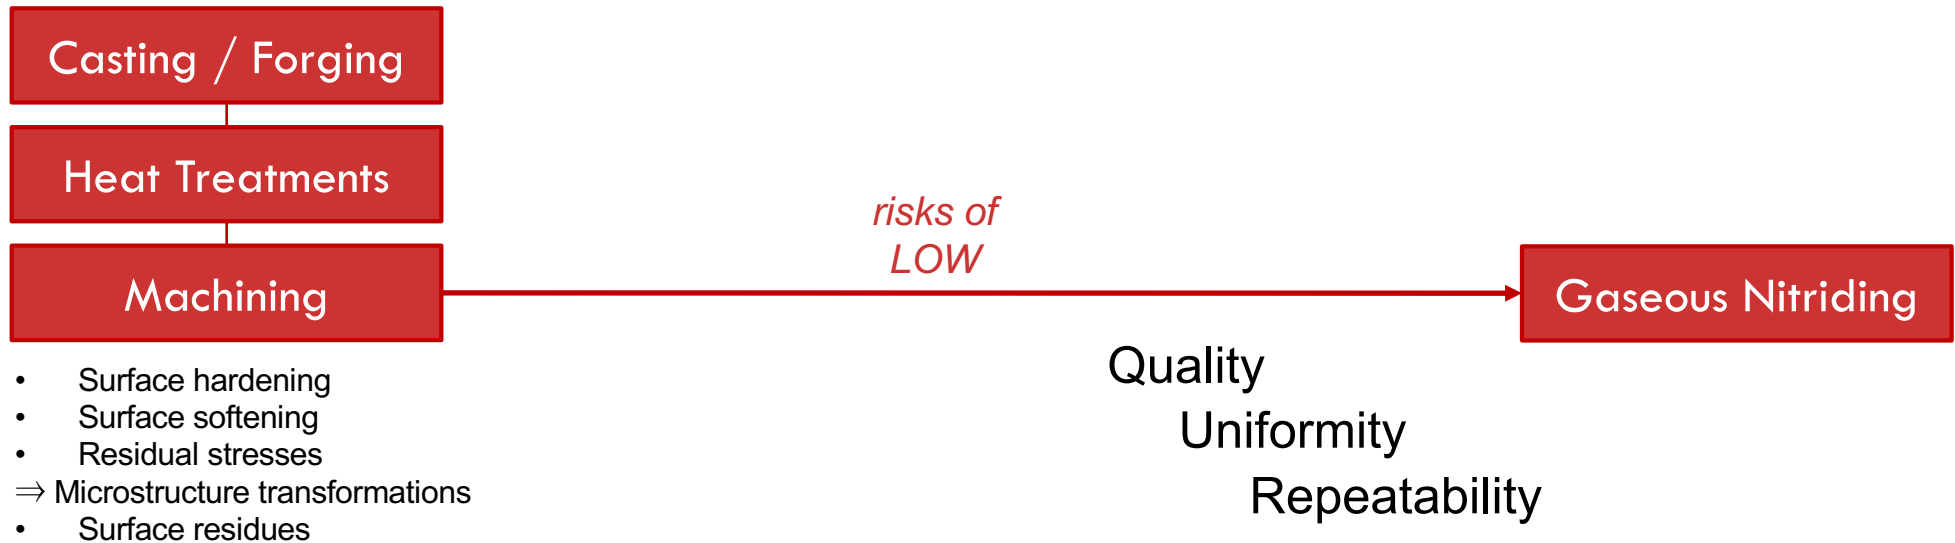 Casting / Forging
Heat Treatments
Machining
• Surface hardening
• Surface softening
• Residual stresses
⇒ Microstructure transformations
• Surface residues
risks of
LOW
Quality
Uniformity
Repeatability
Gaseous Nitriding